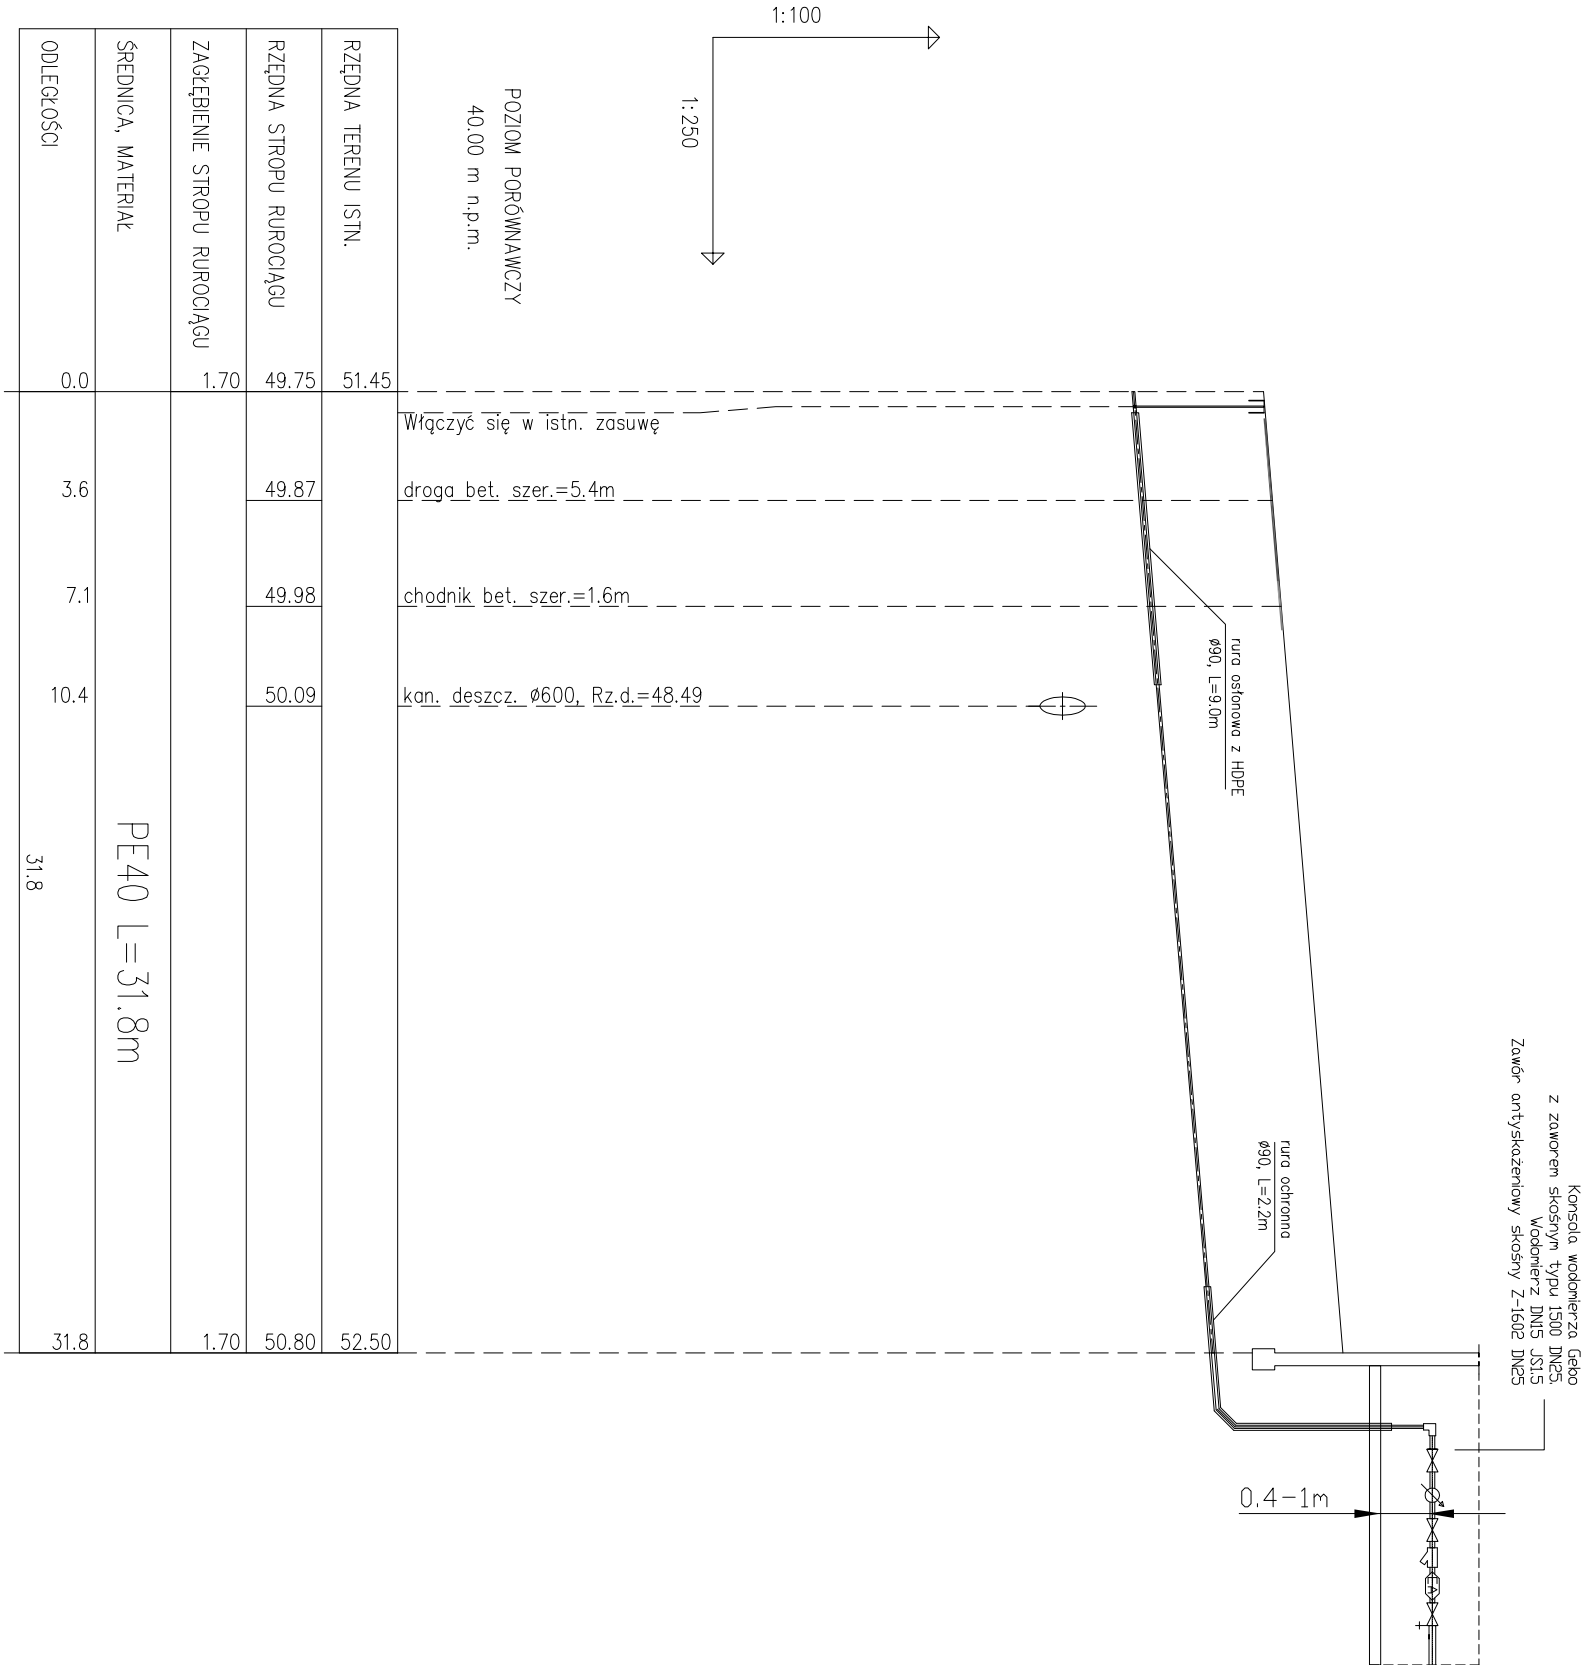 1:100
1:250
POZIOM PORÓWNAWCZY
40.00 m n.p.m.
RZĘDNA TERENU ISTN.
51.45
52.50
RZĘDNA STROPU RUROCIĄGU
49.75
49.87
49.98
50.09
50.80
ZAGŁĘBIENIE STROPU RUROCIĄGU
1.70
1.70
ŚREDNICA, MATERIAŁ
PE40 L=31.8m
ODLEGŁOŚCI
0.0
3.6
7.1
10.4
31.8
31.8
Włączyć się w istn. zasuwę
droga bet. szer.=5.4m
chodnik bet. szer.=1.6m
kan. deszcz. ø600, Rz.d.=48.49
rura osłonowa z HDPE
ø90, L=9.0m
rura ochronna
ø90, L=2.2m
Konsola wodomierza Gebo
z zaworem skośnym typu 1500 DN25,
Wodomierz DN15 JS1.5
Zawór antyskażeniowy skośny Z-1602 DN25
0.4-1m
EA